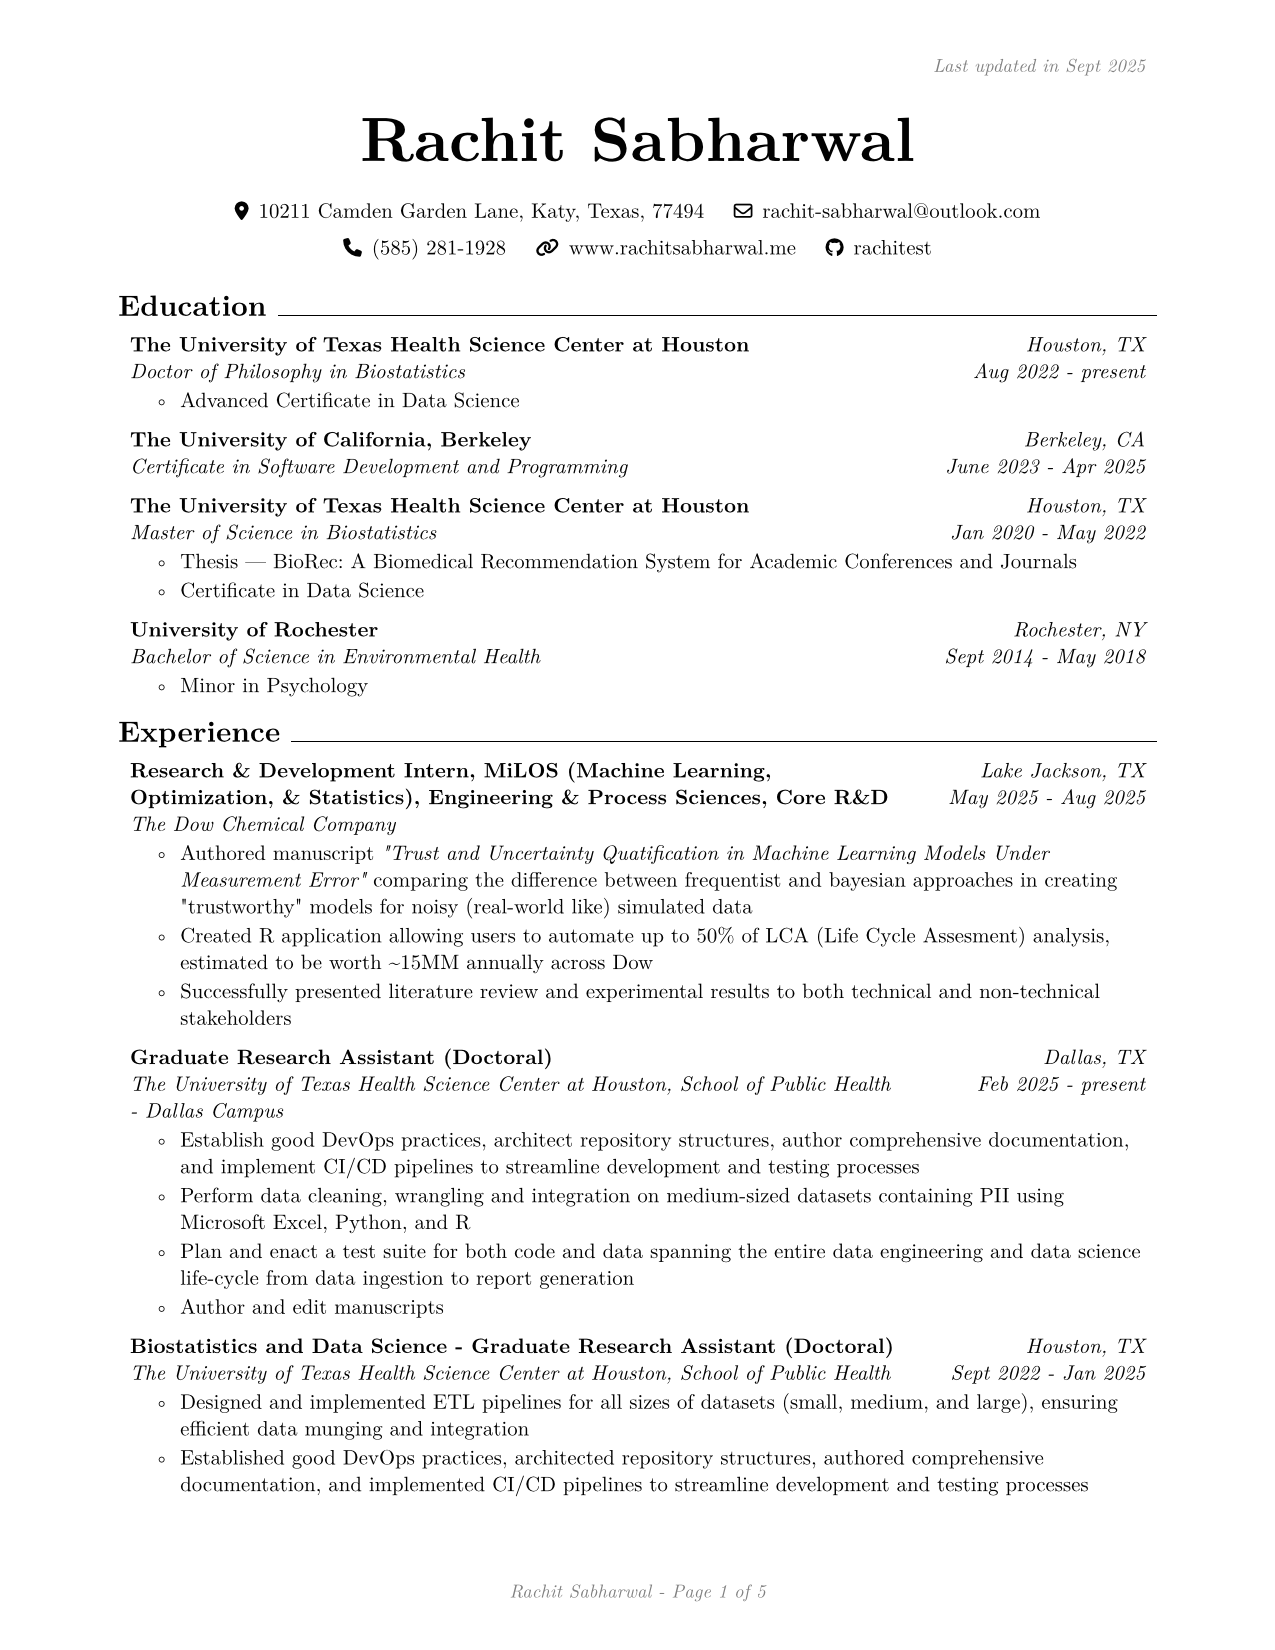 Last updated in Sept 2025
Rachit Sabharwal
10211 Camden Garden Lane, Katy, Texas, 77494 rachit-sabharwal@outlook.com
(585) 281-1928 www.rachitsabharwal.me rachitest
Education
The University of Texas Health Science Center at Houston Houston, TX
Doctor of Philosophy in Biostatistics Aug 2022 - present
◦ Advanced Certificate in Data Science
The University of California, Berkeley Berkeley, CA
Certificate in Software Development and Programming June 2023 - Apr 2025
The University of Texas Health Science Center at Houston Houston, TX
Master of Science in Biostatistics Jan 2020 - May 2022
◦ Thesis — BioRec: A Biomedical Recommendation System for Academic Conferences and Journals
◦ Certificate in Data Science
University of Rochester Rochester, NY
Bachelor of Science in Environmental Health Sept 2014 - May 2018
◦ Minor in Psychology
Experience
Research & Development Intern, MiLOS (Machine Learning, Lake Jackson, TX
Optimization, & Statistics), Engineering & Process Sciences, Core R&D May 2025 - Aug 2025
The Dow Chemical Company
◦ Authored manuscript "Trust and Uncertainty Quatification in Machine Learning Models Under
Measurement Error" comparing the difference between frequentist and bayesian approaches in creating
"trustworthy" models for noisy (real-world like) simulated data
◦ Created R application allowing users to automate up to 50% of LCA (Life Cycle Assesment) analysis,
estimated to be worth ~15MM annually across Dow
◦ Successfully presented literature review and experimental results to both technical and non-technical
stakeholders
Graduate Research Assistant (Doctoral) Dallas, TX
The University of Texas Health Science Center at Houston, School of Public Health Feb 2025 - present
- Dallas Campus
◦ Establish good DevOps practices, architect repository structures, author comprehensive documentation,
and implement CI/CD pipelines to streamline development and testing processes
◦ Perform data cleaning, wrangling and integration on medium-sized datasets containing PII using
Microsoft Excel, Python, and R
◦ Plan and enact a test suite for both code and data spanning the entire data engineering and data science
life-cycle from data ingestion to report generation
◦ Author and edit manuscripts
Biostatistics and Data Science - Graduate Research Assistant (Doctoral) Houston, TX
The University of Texas Health Science Center at Houston, School of Public Health Sept 2022 - Jan 2025
◦ Designed and implemented ETL pipelines for all sizes of datasets (small, medium, and large), ensuring
efficient data munging and integration
◦ Established good DevOps practices, architected repository structures, authored comprehensive
documentation, and implemented CI/CD pipelines to streamline development and testing processes
Rachit Sabharwal - Page 1 of 5